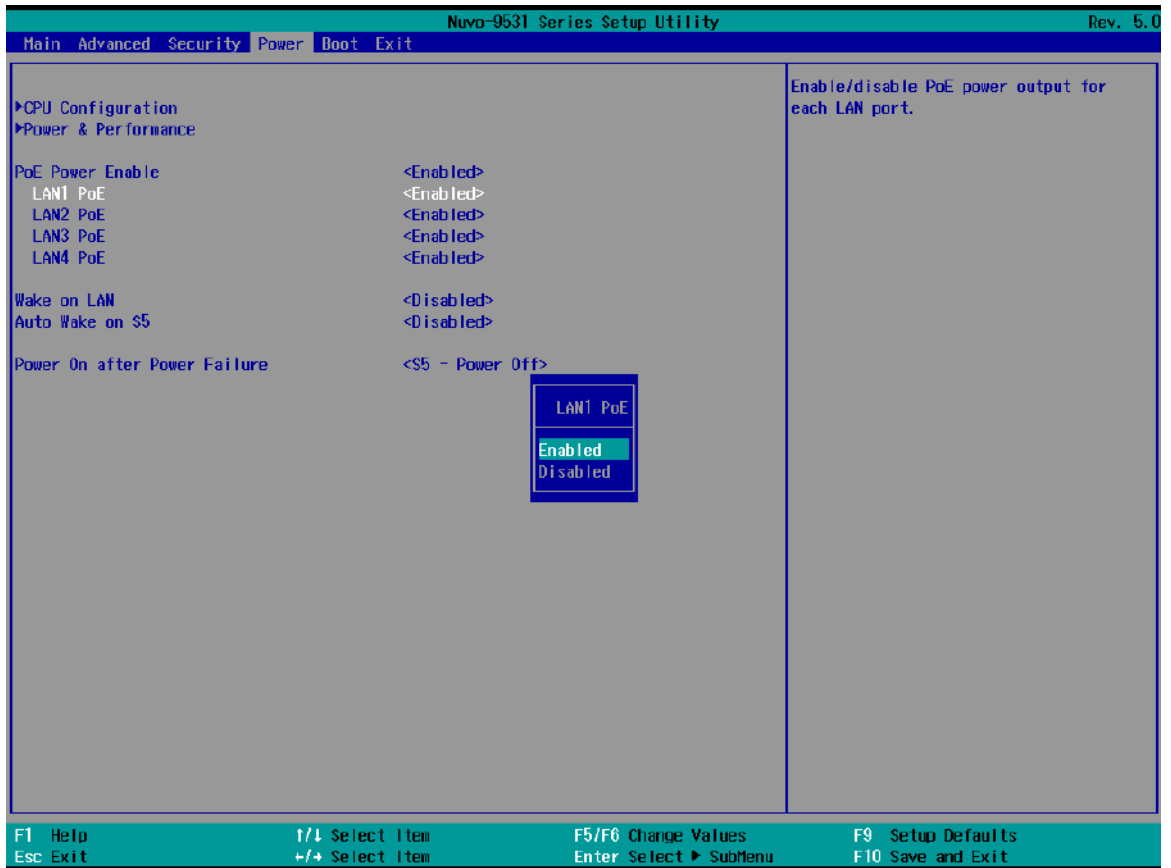 Nuvo-9531 Series Setup Utility Rev. 5.0
Main Advanced Security Power Boot Exit
Enable/disable PoE power output for
each LAN port.
▶CPU Configuration
▶Power & Performance
PoE Power Enable <Enabled>
LAN1 PoE <Enabled>
LAN2 PoE <Enabled>
LAN3 PoE <Enabled>
LAN4 PoE <Enabled>
Wake on LAN <Disabled>
Auto Wake on S5 <Disabled>
Power On after Power Failure <S5 - Power Off>
LAN1 PoE
Enabled
Disabled
F1 Help ↑/↓ Select Item F5/F6 Change Values F9 Setup Defaults
Esc Exit ←/→ Select Item Enter Select ▶ SubMenu F10 Save and Exit